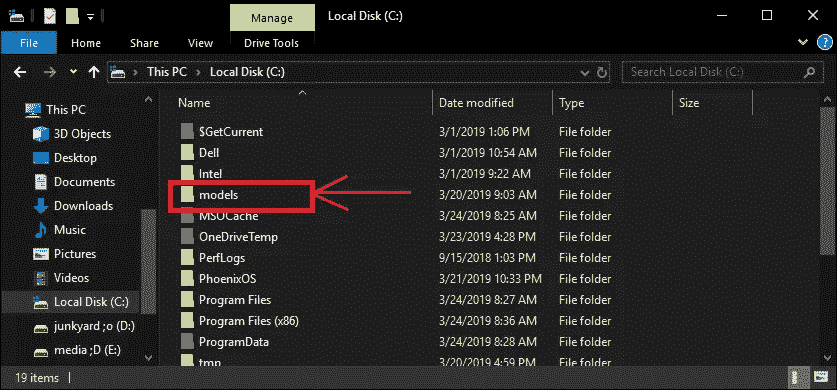 Manage Local Disk (C:)
File Home Share View Drive Tools
This PC > Local Disk (C:) Search Local Disk (C:)
This PC
3D Objects
Desktop
Documents
Downloads
Music
Pictures
Videos
Local Disk (C:)
junkyard ;o (D:)
media ;D (E:)
Name Date modified Type Size
$GetCurrent 3/1/2019 1:06 PM File folder
Dell 3/1/2019 10:54 AM File folder
Intel 3/1/2019 9:22 AM File folder
models 3/20/2019 9:03 AM File folder
MSOCache 3/24/2019 8:25 AM File folder
OneDriveTemp 3/23/2019 4:28 PM File folder
PerfLogs 9/15/2018 1:03 PM File folder
PhoenixOS 3/21/2019 10:33 PM File folder
Program Files 3/24/2019 8:27 AM File folder
Program Files (x86) 3/24/2019 8:36 AM File folder
ProgramData 3/24/2019 8:28 AM File folder
tmp 3/20/2019 4:59 PM File folder
19 items